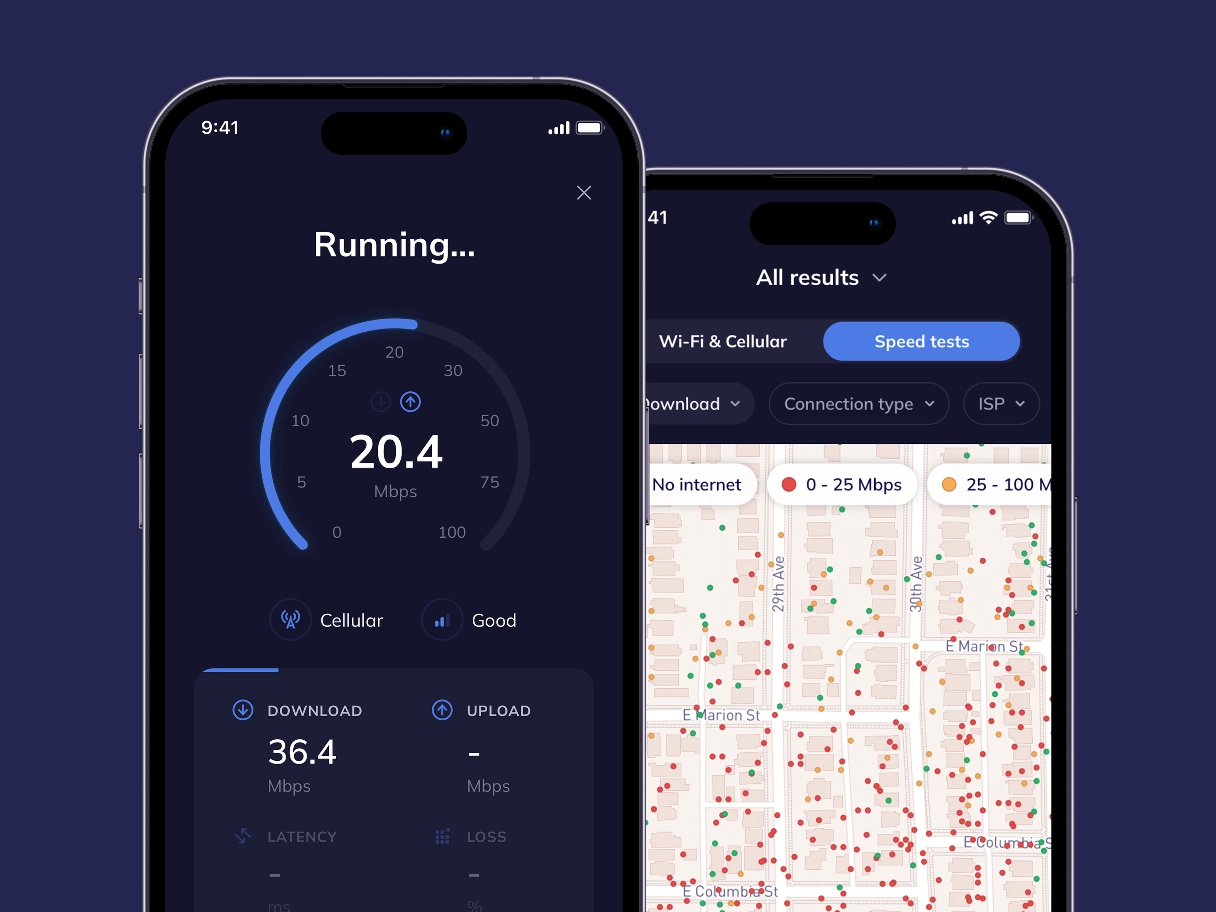 9:41
Running...
20
15
30
10
50
20.4
5
75
Mbps
0
100
Cellular
Good
DOWNLOAD
UPLOAD
36.4
-
Mbps
Mbps
LATENCY
LOSS
-
-
ms
%
41
All results
Wi-Fi & Cellular
Speed tests
Download
Connection type
ISP
No internet
0 - 25 Mbps
25 - 100 M
29th Ave
30th Ave
31st Ave
E Marion St
E Marion St
E Columbia S
E Columbia St